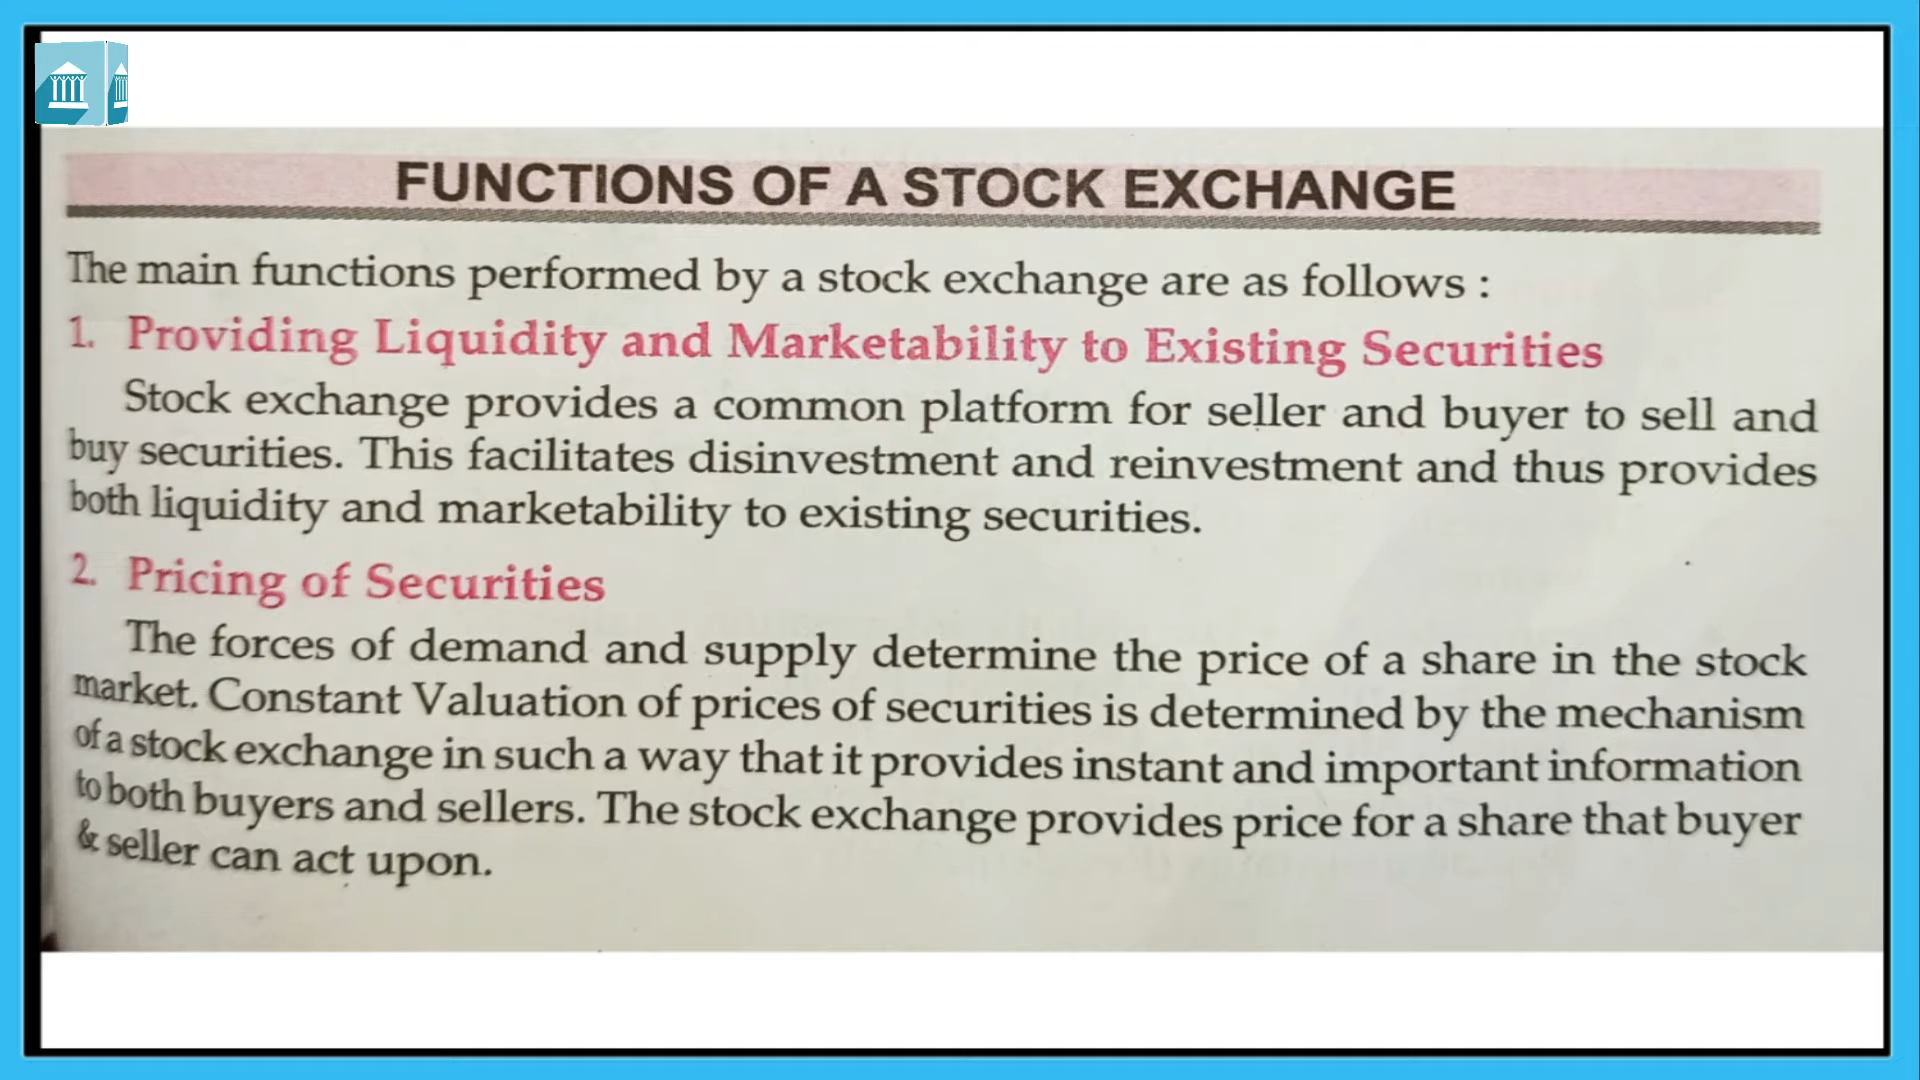 FUNCTIONS OF A STOCK EXCHANGE
The main functions performed by a stock exchange are as follows :
1. Providing Liquidity and Marketability to Existing Securities
Stock exchange provides a common platform for seller and buyer to sell and
buy securities. This facilitates disinvestment and reinvestment and thus provides
both liquidity and marketability to existing securities.
2. Pricing of Securities
The forces of demand and supply determine the price of a share in the stock
market. Constant Valuation of prices of securities is determined by the mechanism
of a stock exchange in such a way that it provides instant and important information
to both buyers and sellers. The stock exchange provides price for a share that buyer
& seller can act upon.